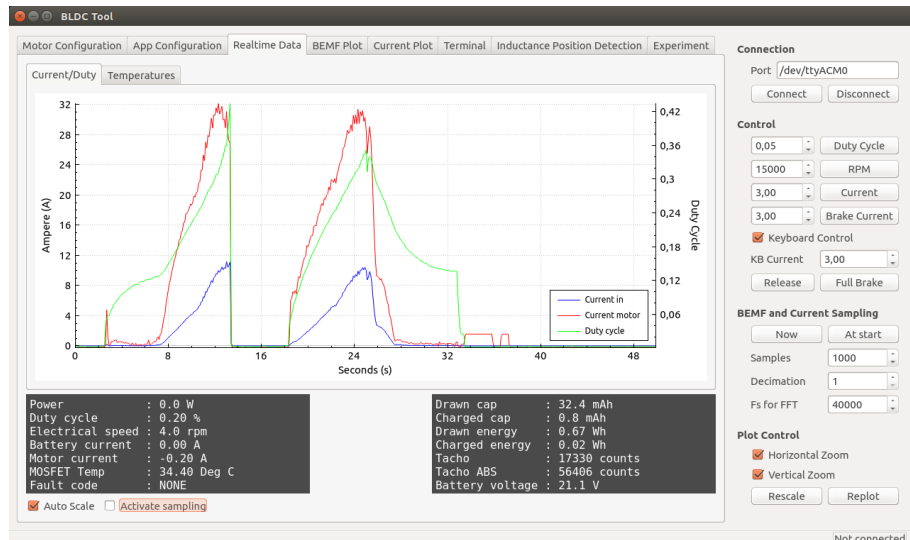 BLDC Tool
Motor Configuration App Configuration Realtime Data BEMF Plot Current Plot Terminal Inductance Position Detection Experiment
Current/Duty Temperatures
32
28
24
20
16
12
8
4
0
Ampere (A)
0 8 16 24 32 40 48
Seconds (s)
0,42
0,36
0,3
0,24
0,18
0,12
0,06
Duty Cycle
Current in
Current motor
Duty cycle
Power : 0.0 W
Duty cycle : 0.20 %
Electrical speed : 4.0 rpm
Battery current : 0.00 A
Motor current : -0.20 A
MOSFET Temp : 34.40 Deg C
Fault code : NONE
Drawn cap : 32.4 mAh
Charged cap : 0.8 mAh
Drawn energy : 0.67 Wh
Charged energy : 0.02 Wh
Tacho : 17330 counts
Tacho ABS : 56406 counts
Battery voltage : 21.1 V
Auto Scale Activate sampling
Connection
Port /dev/ttyACM0
Connect Disconnect
Control
0,05 Duty Cycle
15000 RPM
3,00 Current
3,00 Brake Current
Keyboard Control
KB Current 3,00
Release Full Brake
BEMF and Current Sampling
Now At start
Samples 1000
Decimation 1
Fs for FFT 40000
Plot Control
Horizontal Zoom
Vertical Zoom
Rescale Replot
Not connected